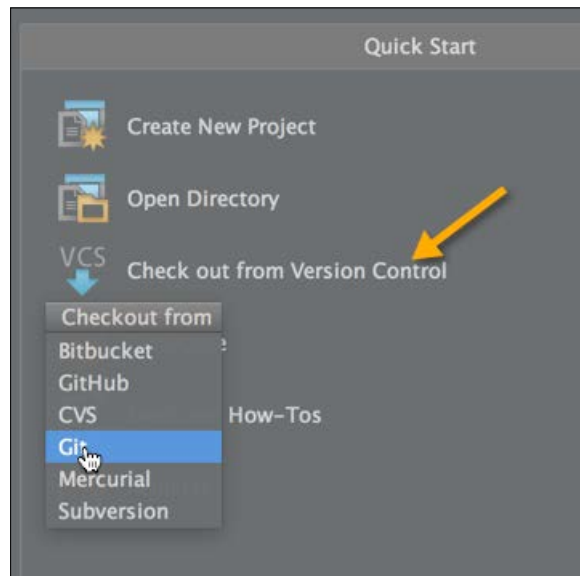 Quick Start
Create New Project
Open Directory
VCS
Check out from Version Control
Checkout from
Bitbucket
GitHub
CVS
How-Tos
Git
Mercurial
Subversion